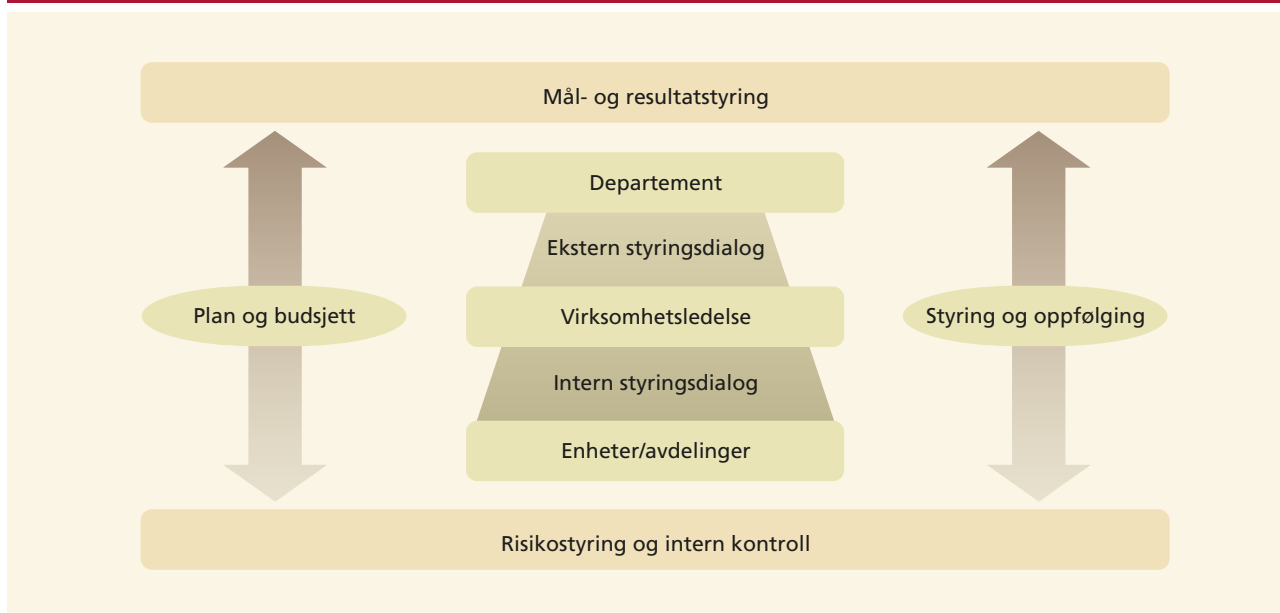 Mål- og resultatstyring
Departement
Ekstern styringsdialog
Plan og budsjett
Virksomhetsledelse
Styring og oppfølging
Intern styringsdialog
Enheter/avdelinger
Risikostyring og intern kontroll